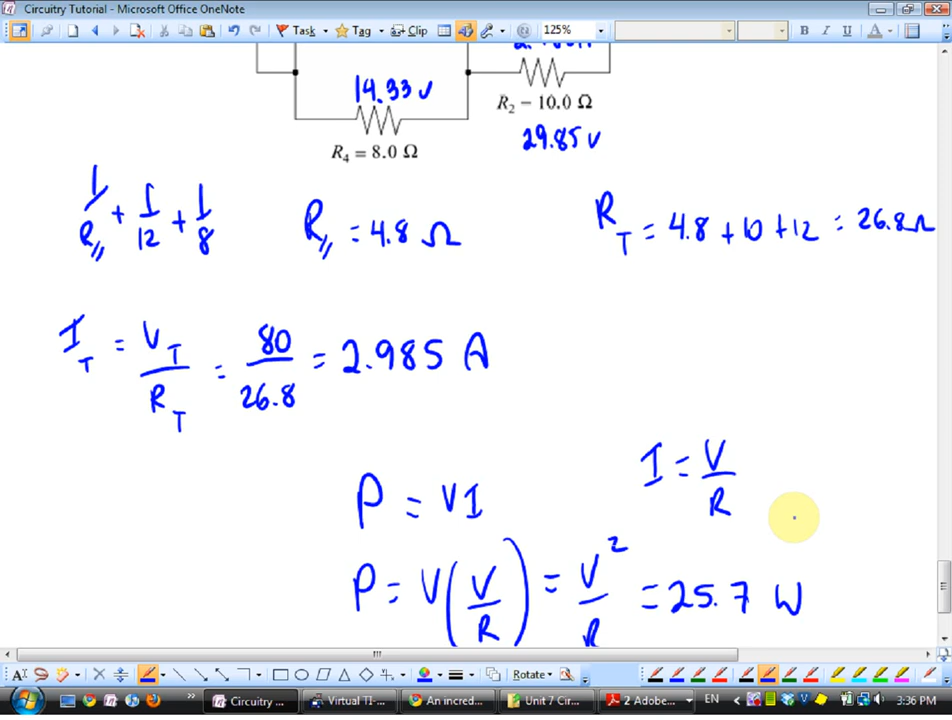 Circuitry Tutorial - Microsoft Office OneNote
Task Tag Clip 125% B I U A
14.33 V
R2 – 10.0 Ω
29.85 V
R4 = 8.0 Ω
1/R// + 1/12 + 1/8
R// = 4.8 Ω
RT = 4.8 + 10 + 12 = 26.8 Ω
IT = VT/RT = 80/26.8 = 2.985 A
I = V/R
P = VI
P = V(V/R) = V²/R = 25.7 W
Rotate
Circuitry ... Virtual TI-... An incred... Unit 7 Circ... 2 Adobe... EN 3:36 PM